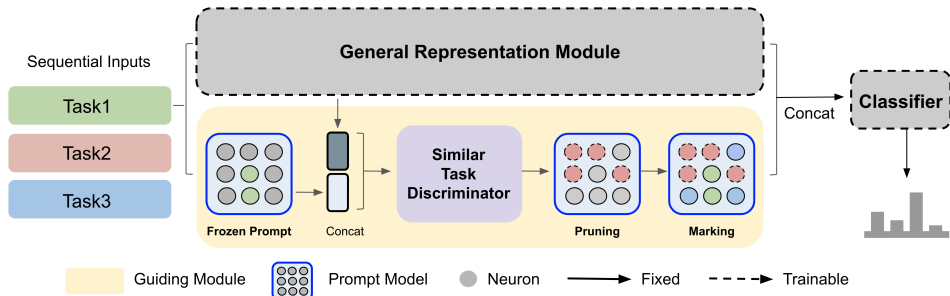 General Representation Module
Sequential Inputs
Task1
Task2
Task3
Concat
Classifier
Similar
Task
Discriminator
Frozen Prompt
Concat
Pruning
Marking
Guiding Module
Prompt Model
Neuron
Fixed
Trainable